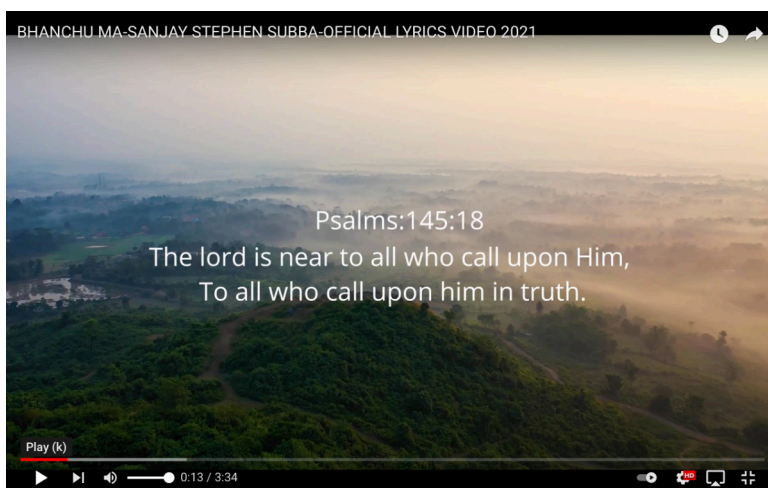 BHANCHU MA-SANJAY STEPHEN SUBBA-OFFICIAL LYRICS VIDEO 2021
Psalms:145:18
The lord is near to all who call upon Him,
To all who call upon him in truth.
Play (k)
0:13 / 3:34
HD